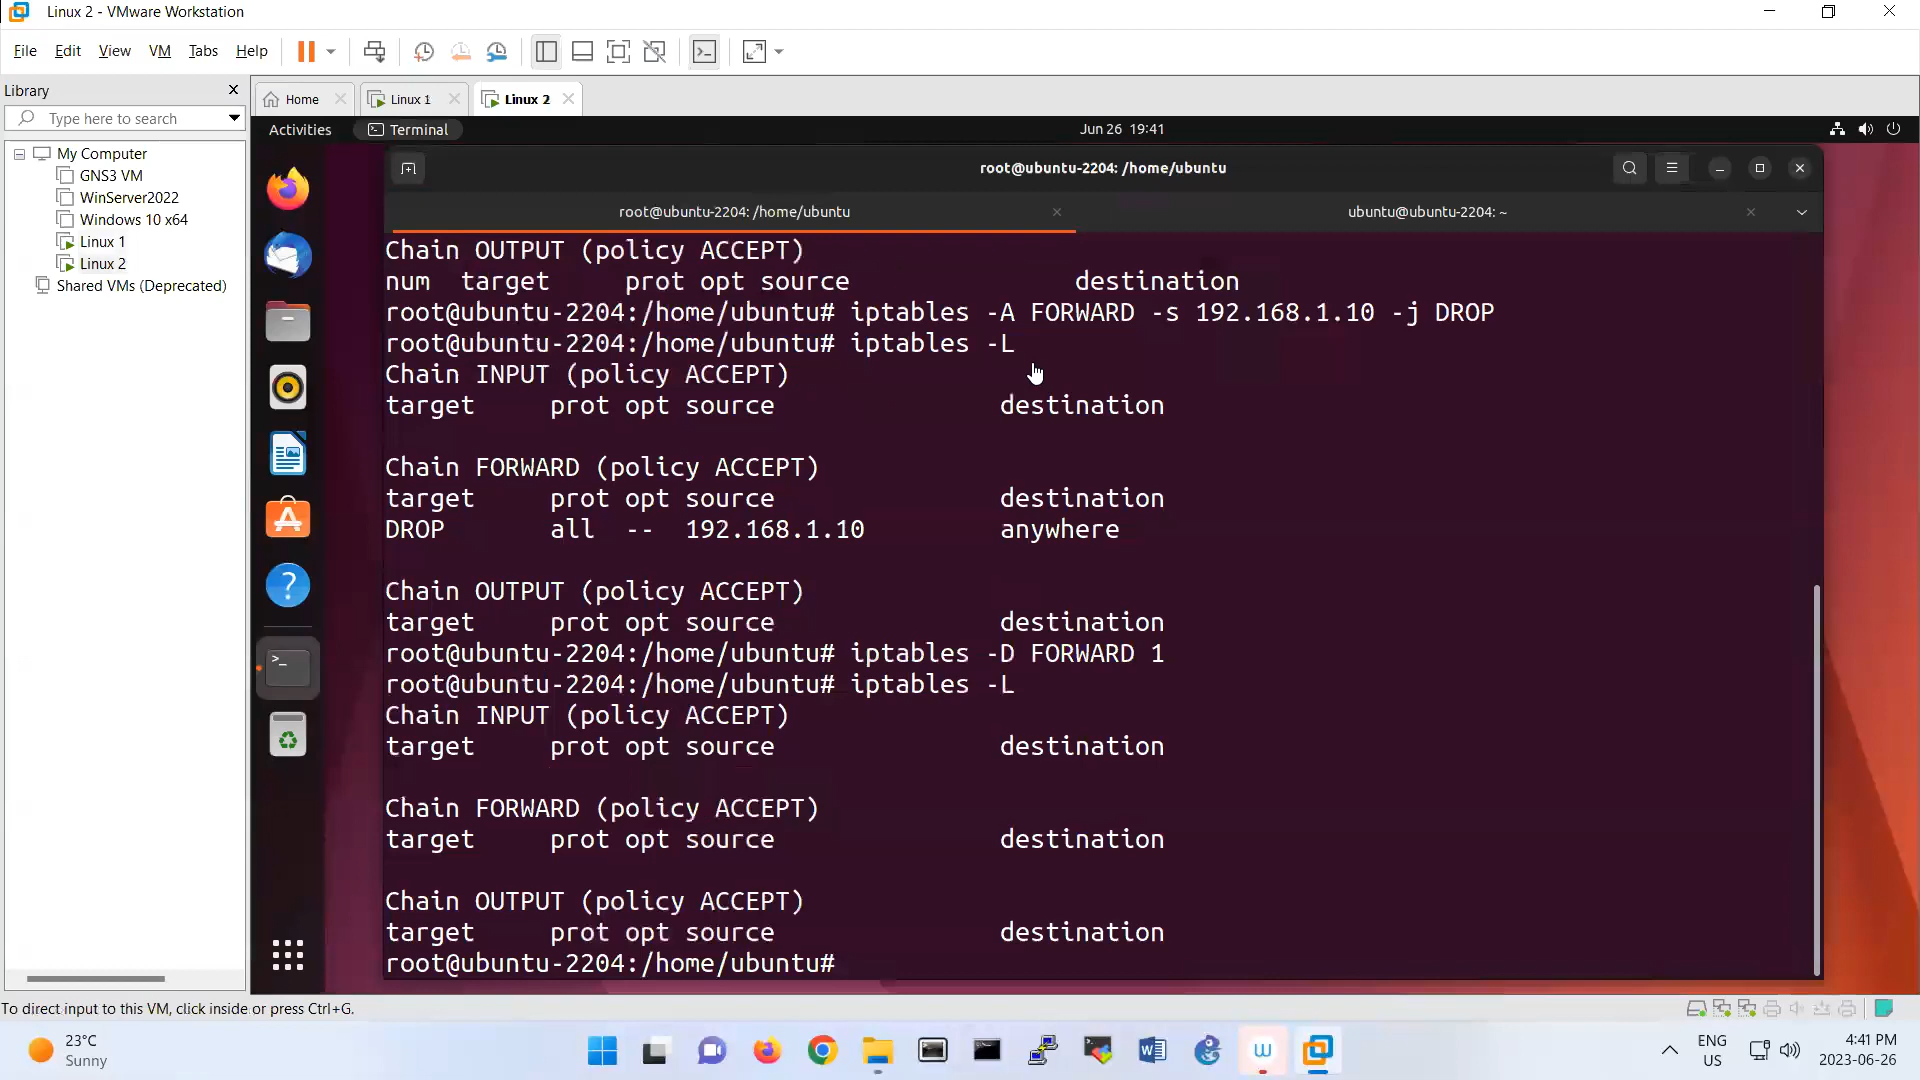 Linux 2 - VMware Workstation
File Edit View VM Tabs Help
Library
Type here to search
My Computer
GNS3 VM
WinServer2022
Windows 10 x64
Linux 1
Linux 2
Shared VMs (Deprecated)
Home Linux 1 Linux 2
Activities Terminal Jun 26 19:41
root@ubuntu-2204: /home/ubuntu
root@ubuntu-2204: /home/ubuntu ubuntu@ubuntu-2204: ~
Chain OUTPUT (policy ACCEPT)
num target prot opt source destination
root@ubuntu-2204:/home/ubuntu# iptables -A FORWARD -s 192.168.1.10 -j DROP
root@ubuntu-2204:/home/ubuntu# iptables -L
Chain INPUT (policy ACCEPT)
target prot opt source destination
Chain FORWARD (policy ACCEPT)
target prot opt source destination
DROP all -- 192.168.1.10 anywhere
Chain OUTPUT (policy ACCEPT)
target prot opt source destination
root@ubuntu-2204:/home/ubuntu# iptables -D FORWARD 1
root@ubuntu-2204:/home/ubuntu# iptables -L
Chain INPUT (policy ACCEPT)
target prot opt source destination
Chain FORWARD (policy ACCEPT)
target prot opt source destination
Chain OUTPUT (policy ACCEPT)
target prot opt source destination
root@ubuntu-2204:/home/ubuntu#
To direct input to this VM, click inside or press Ctrl+G.
23°C
Sunny
ENG
US
4:41 PM
2023-06-26